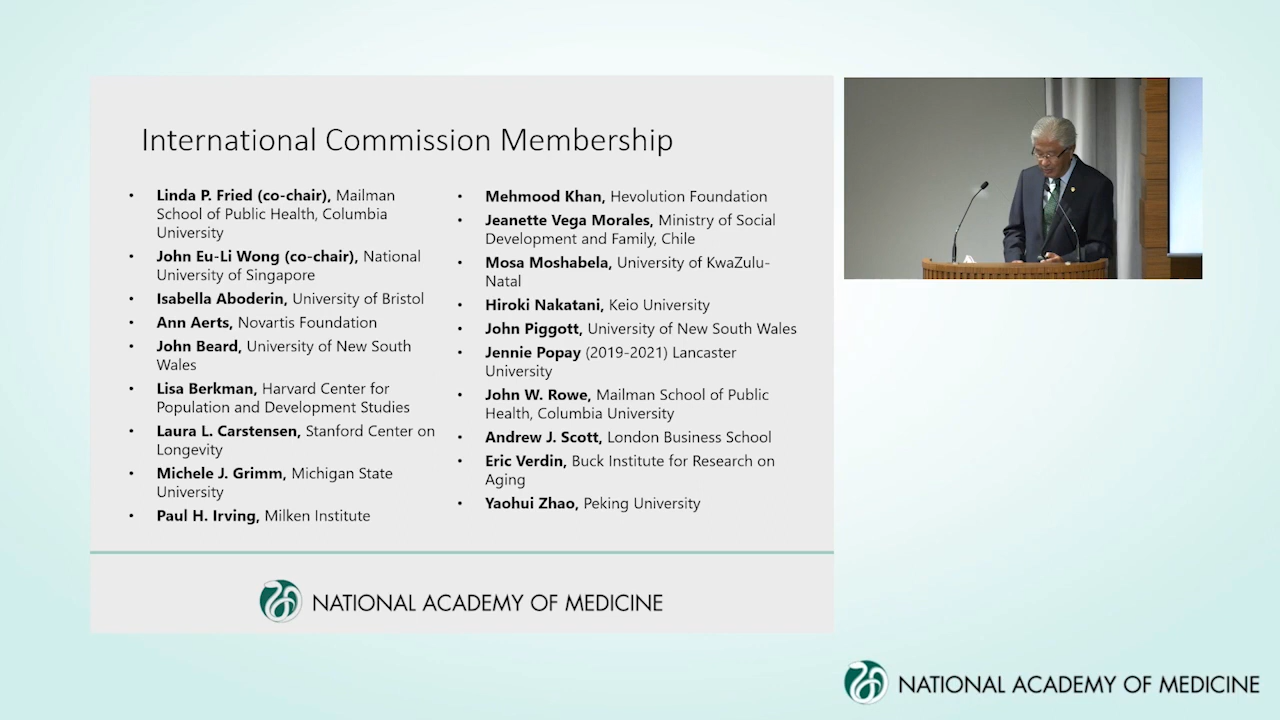 International Commission Membership
• Linda P. Fried (co-chair), Mailman
School of Public Health, Columbia
University
• John Eu-Li Wong (co-chair), National
University of Singapore
• Isabella Aboderin, University of Bristol
• Ann Aerts, Novartis Foundation
• John Beard, University of New South
Wales
• Lisa Berkman, Harvard Center for
Population and Development Studies
• Laura L. Carstensen, Stanford Center on
Longevity
• Michele J. Grimm, Michigan State
University
• Paul H. Irving, Milken Institute
• Mehmood Khan, Hevolution Foundation
• Jeanette Vega Morales, Ministry of Social
Development and Family, Chile
• Mosa Moshabela, University of KwaZulu-
Natal
• Hiroki Nakatani, Keio University
• John Piggott, University of New South Wales
• Jennie Popay (2019-2021) Lancaster
University
• John W. Rowe, Mailman School of Public
Health, Columbia University
• Andrew J. Scott, London Business School
• Eric Verdin, Buck Institute for Research on
Aging
• Yaohui Zhao, Peking University
NATIONAL ACADEMY OF MEDICINE
NATIONAL ACADEMY OF MEDICINE